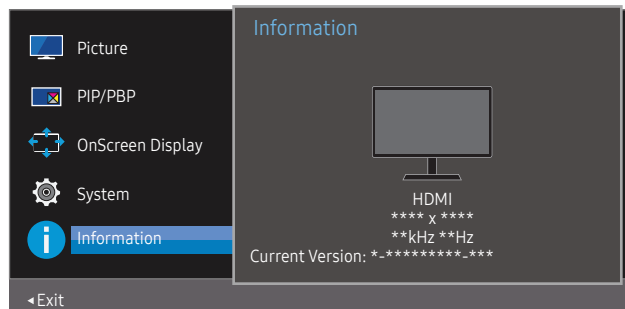 Picture
PIP/PBP
OnScreen Display
System
Information
Information
HDMI
**** x ****
**kHz **Hz
Current Version: *-*********-***
◂Exit